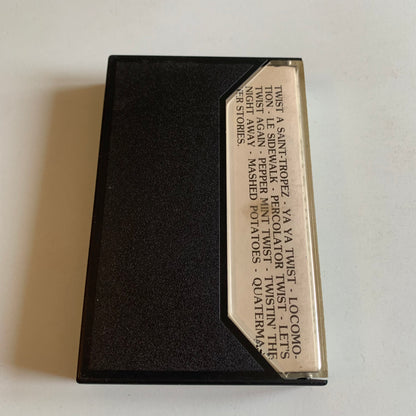 TWIST A SAINT-TROPEZ - YA YA TWIST - LOCOMO-
TION - LE SIDEWALK - PERCOLATOR TWIST - LET'S
TWIST AGAIN - PEPPER MINT TWIST - TWISTIN' THE
NIGHT AWAY - MASHED POTATOES - QUATERMA
ER STORIES.